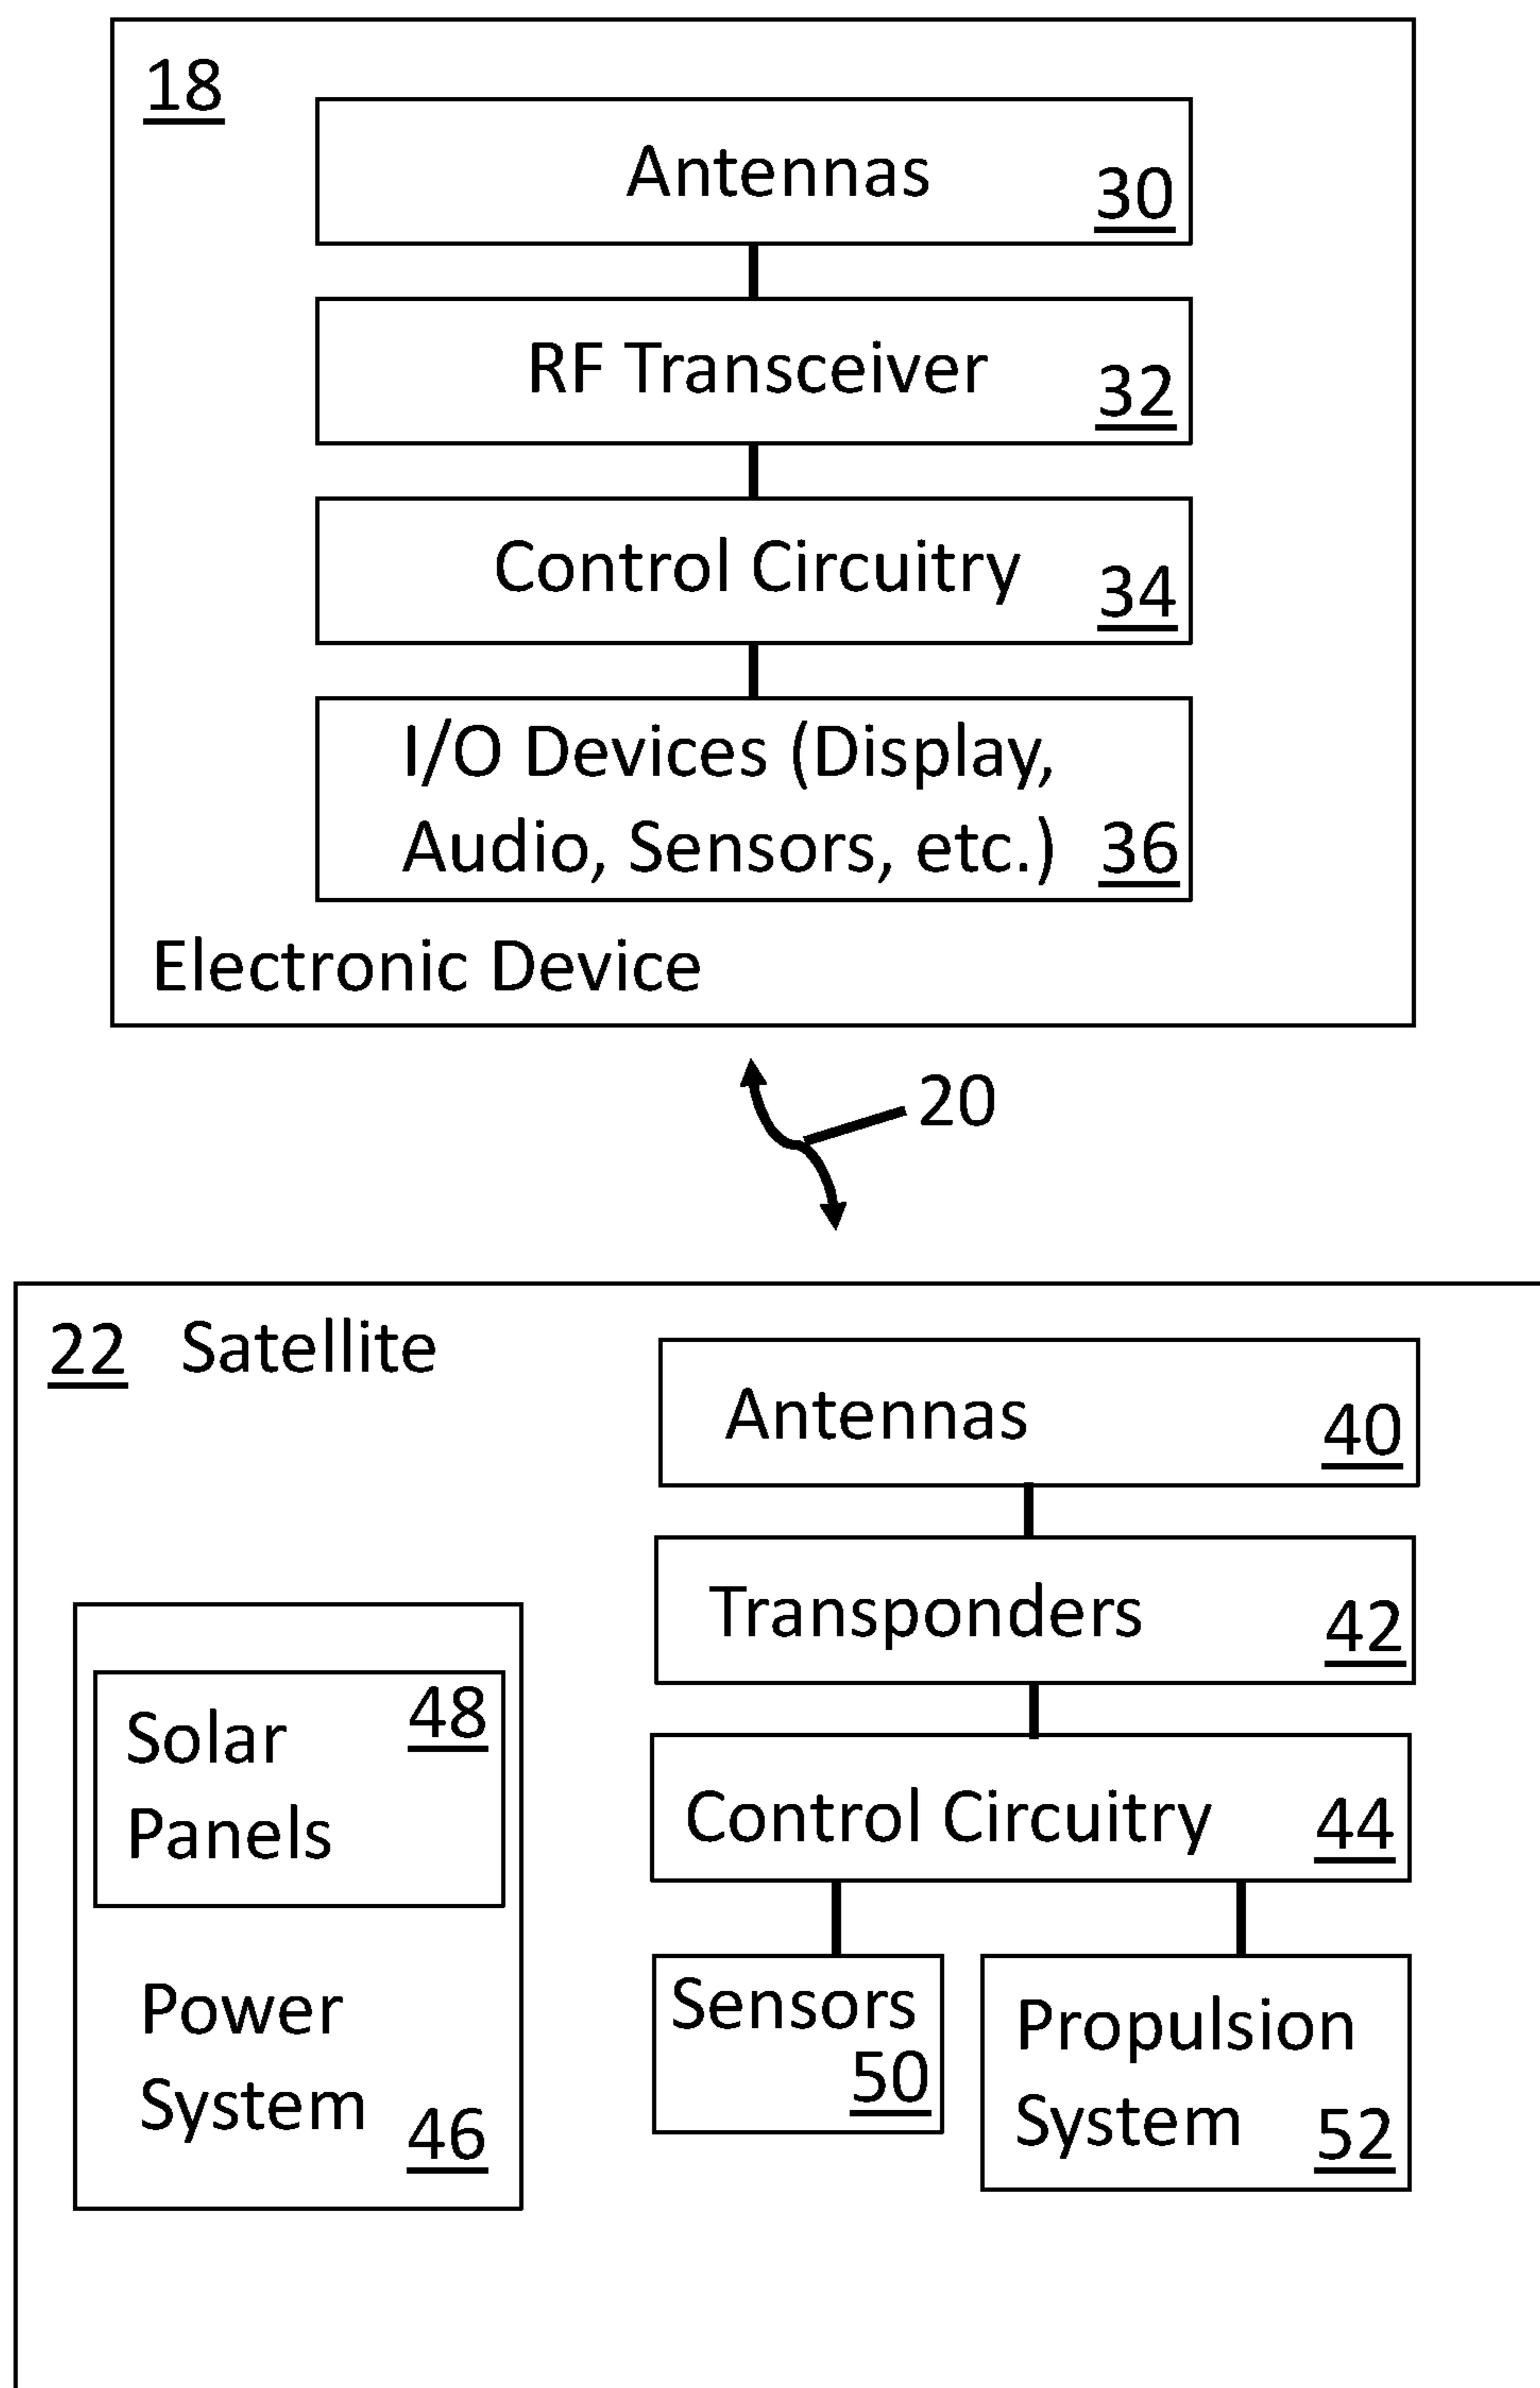 18
Antennas
30
RF Transceiver
32
Control Circuitry
34
I/O Devices (Display,
Audio, Sensors, etc.)
36
Electronic Device
20
22 Satellite
Antennas
40
Transponders
42
Solar
48
Panels
Control Circuitry
44
Power
System
46
Sensors
50
Propulsion
System
52